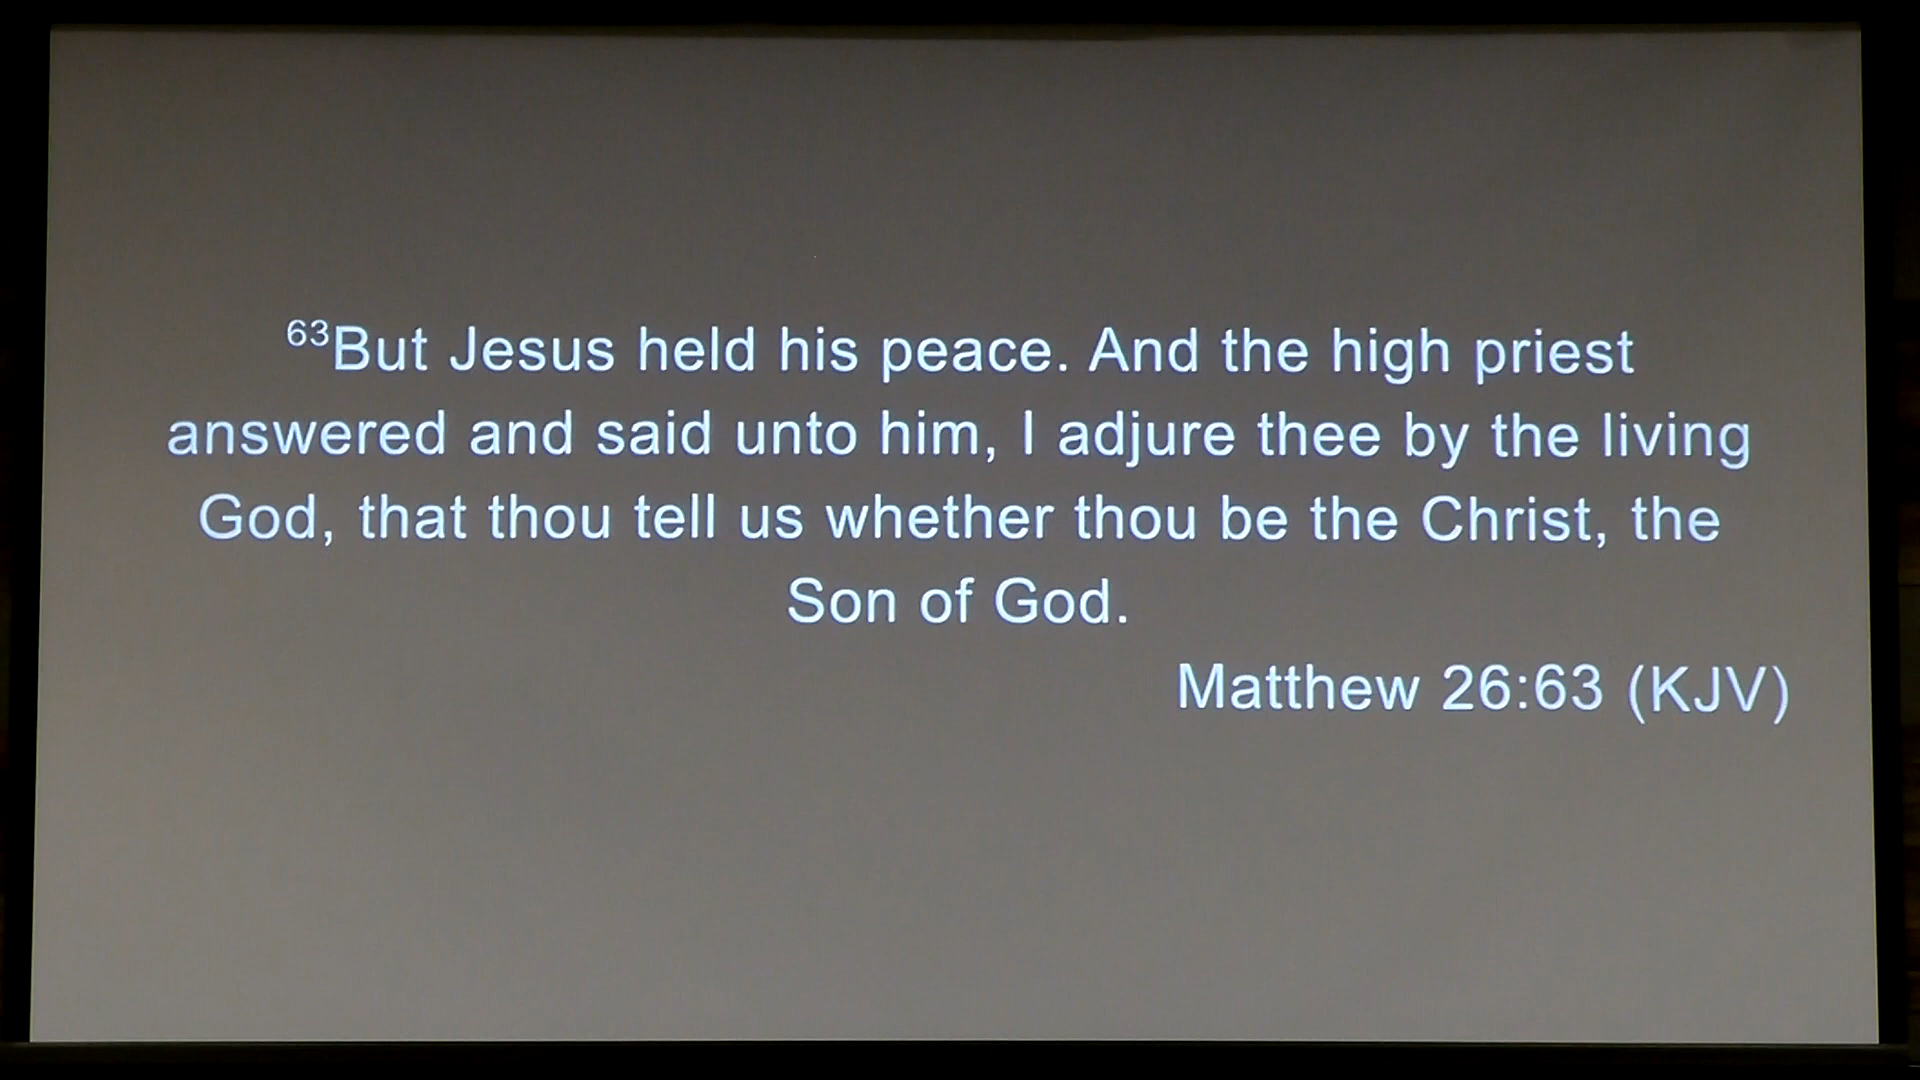 63But Jesus held his peace. And the high priest
answered and said unto him, I adjure thee by the living
God, that thou tell us whether thou be the Christ, the
Son of God.
Matthew 26:63 (KJV)